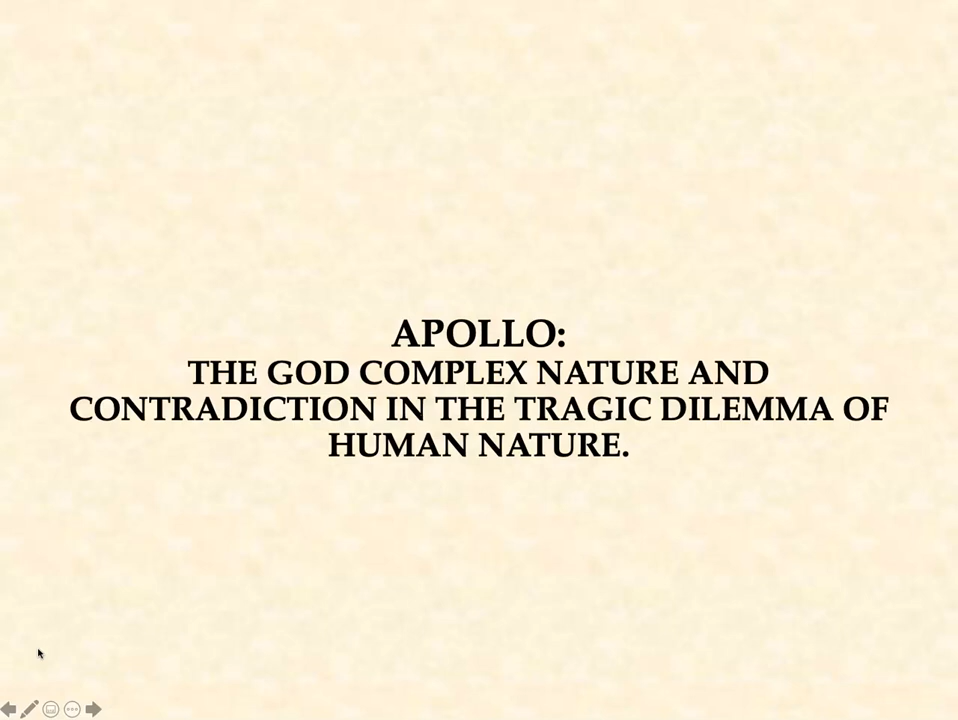 APOLLO:
THE GOD COMPLEX NATURE AND
CONTRADICTION IN THE TRAGIC DILEMMA OF
HUMAN NATURE.